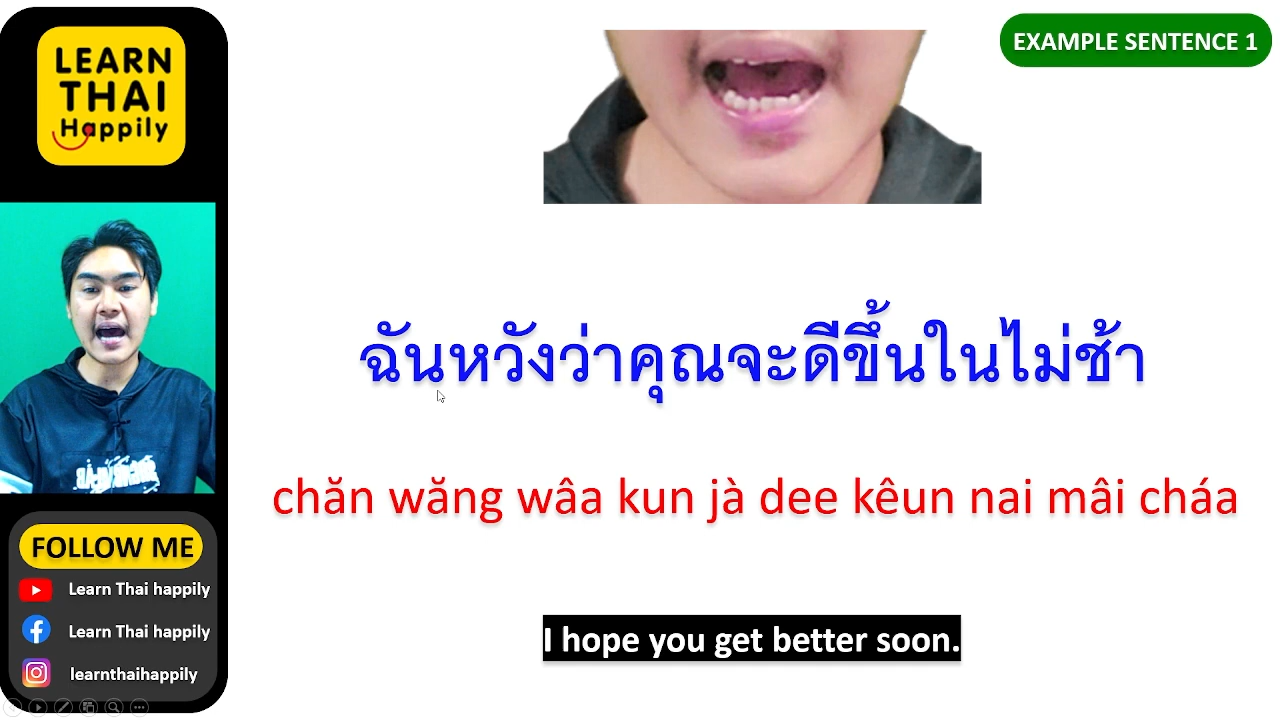 LEARN
THAI
Happily
EXAMPLE SENTENCE 1
ฉันหวังว่าคุณจะดีขึ้นในไม่ช้า
chăn wăng wâa kun jà dee kêun nai mâi cháa
I hope you get better soon.
FOLLOW ME
Learn Thai happily
Learn Thai happily
learnthaihappily